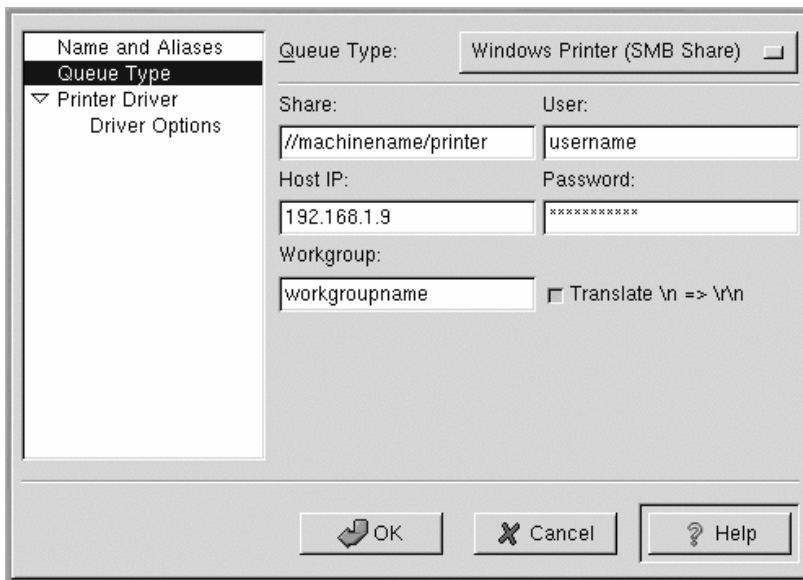 Name and Aliases
Queue Type
Printer Driver
Driver Options
Queue Type:
Windows Printer (SMB Share)
Share:
User:
//machinename/printer
username
Host IP:
Password:
192.168.1.9
***********
Workgroup:
workgroupname
Translate \n => \r\n
OK
Cancel
Help